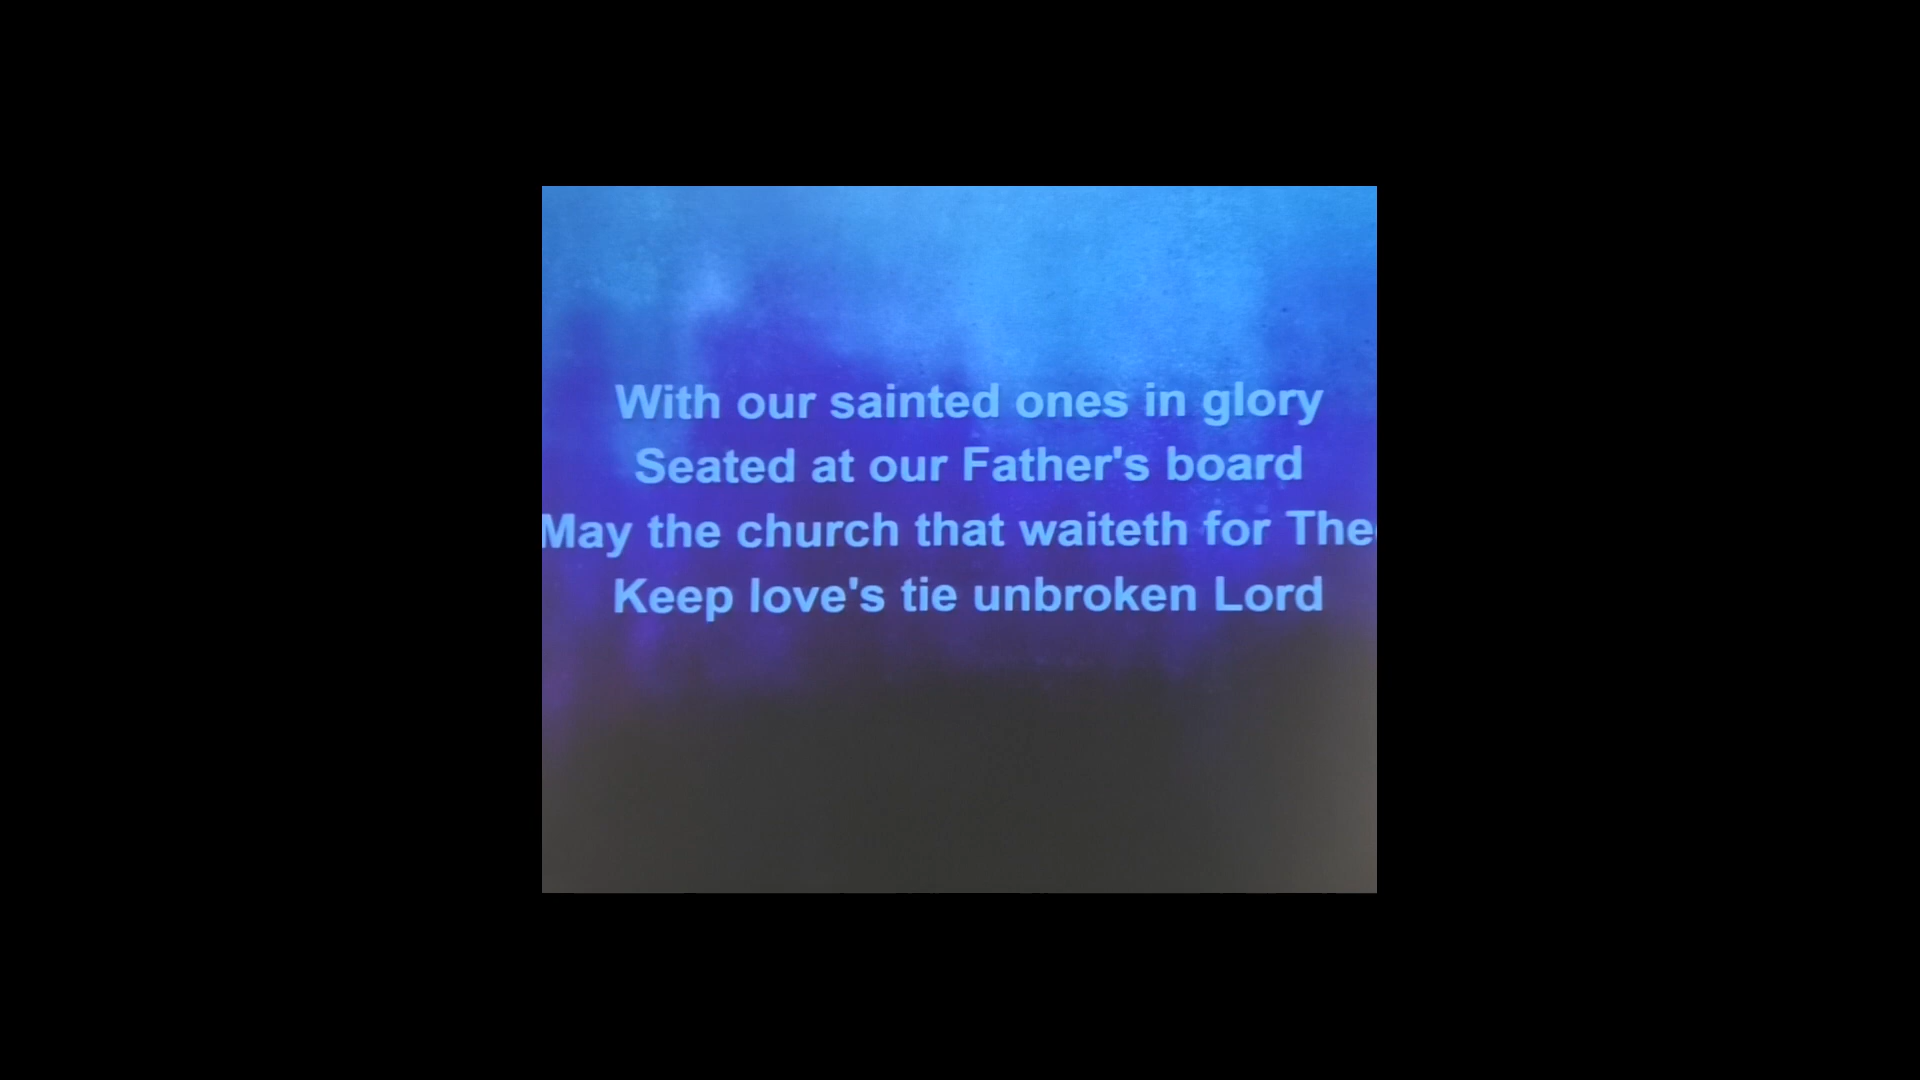 With our sainted ones in glory
Seated at our Father's board
May the church that waiteth for The
Keep love's tie unbroken Lord